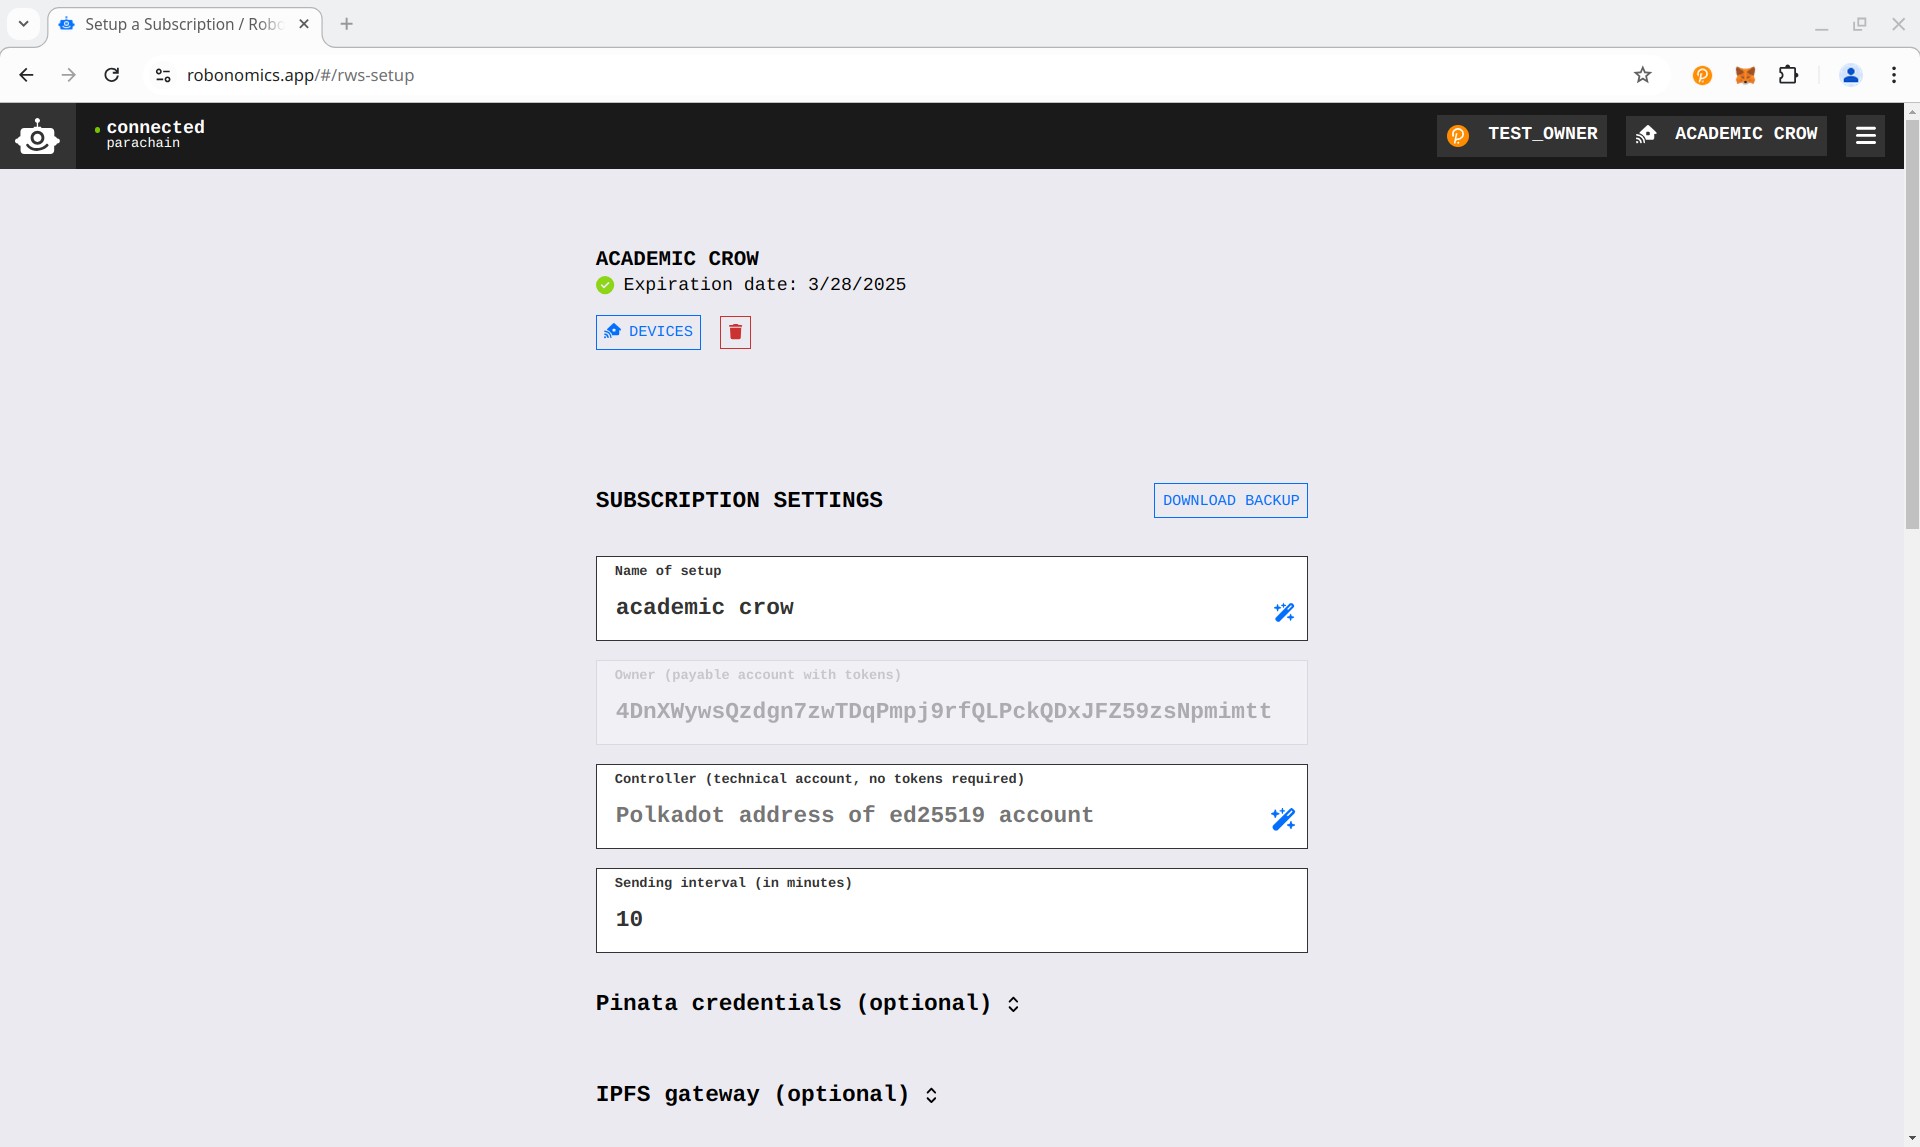 Setup a Subscription / Robo
robonomics.app/#/rws-setup
connected
parachain
TEST_OWNER
ACADEMIC CROW
ACADEMIC CROW
Expiration date: 3/28/2025
DEVICES
SUBSCRIPTION SETTINGS
DOWNLOAD BACKUP
Name of setup
academic crow
Owner (payable account with tokens)
4DnXWywsQzdgn7zwTDqPmpj9rfQLPckQDxJFZ59zsNpmimtt
Controller (technical account, no tokens required)
Polkadot address of ed25519 account
Sending interval (in minutes)
10
Pinata credentials (optional)
IPFS gateway (optional)